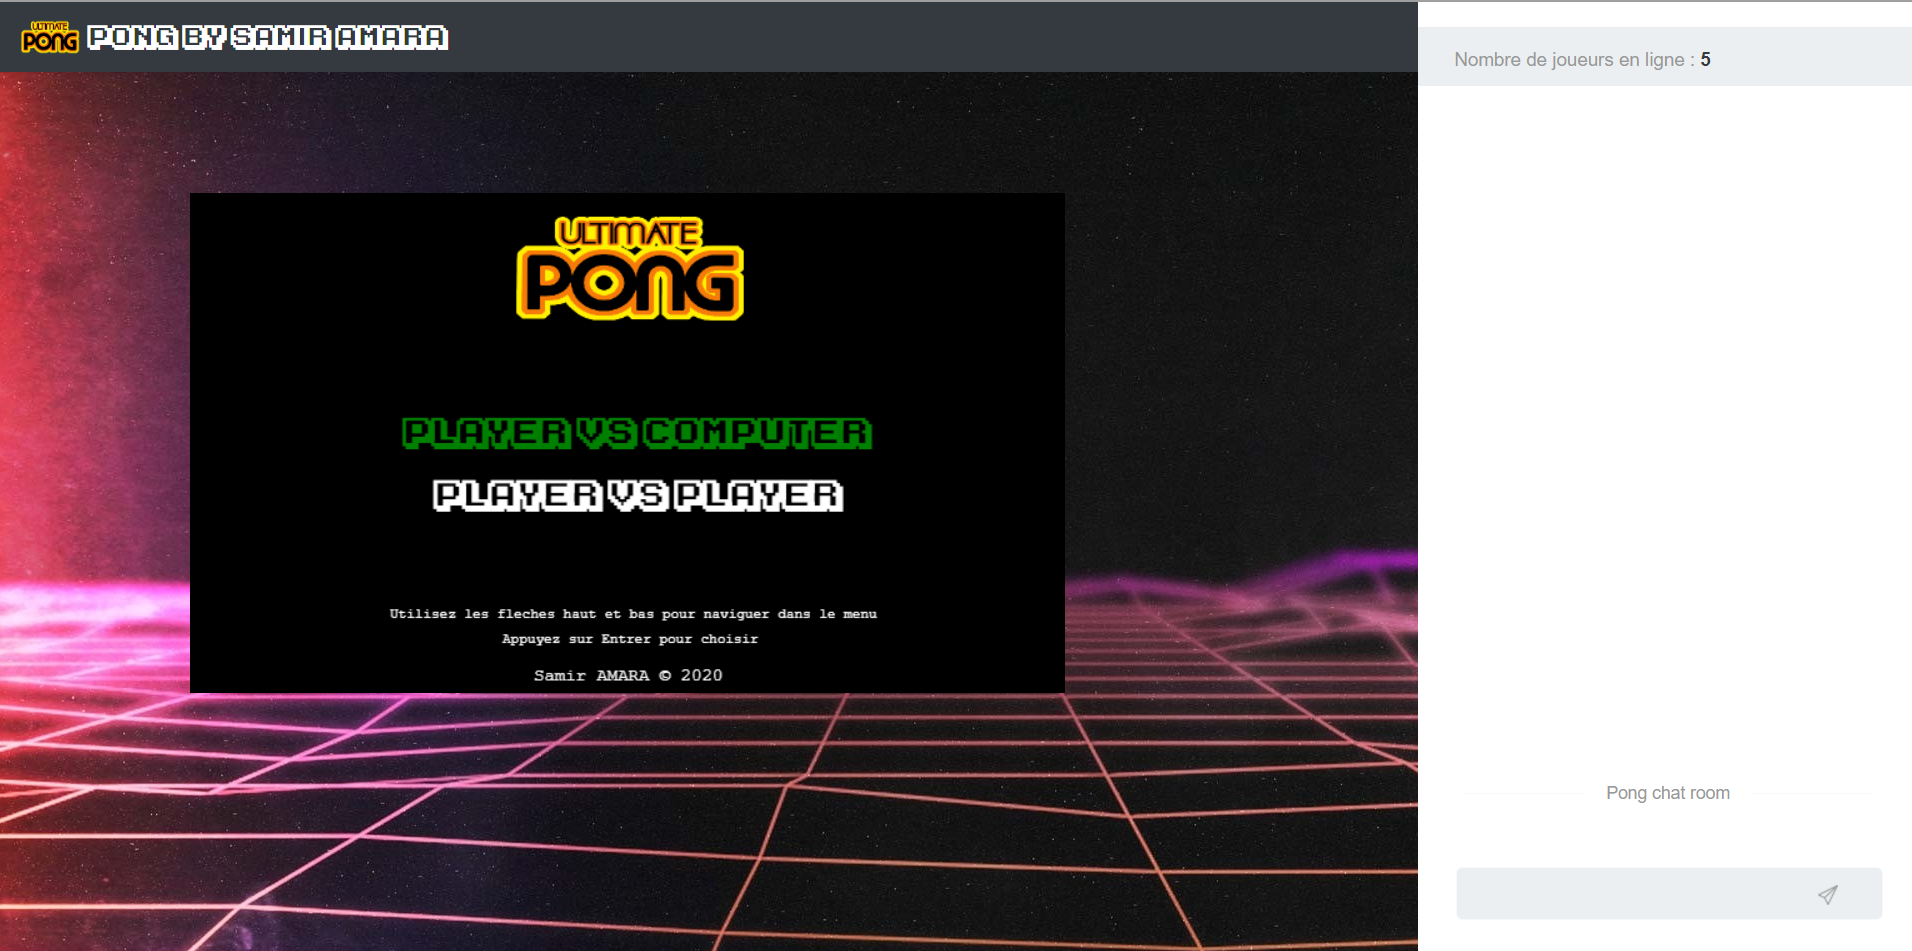 ULTIMATE
PONG
PONG BY SAMIR AMARA
Nombre de joueurs en ligne : 5
ULTIMATE
PONG
PLAYER VS COMPUTER
PLAYER VS PLAYER
Utilisez les fleches haut et bas pour naviguer dans le menu
Appuyez sur Entrer pour choisir
Samir AMARA © 2020
Pong chat room